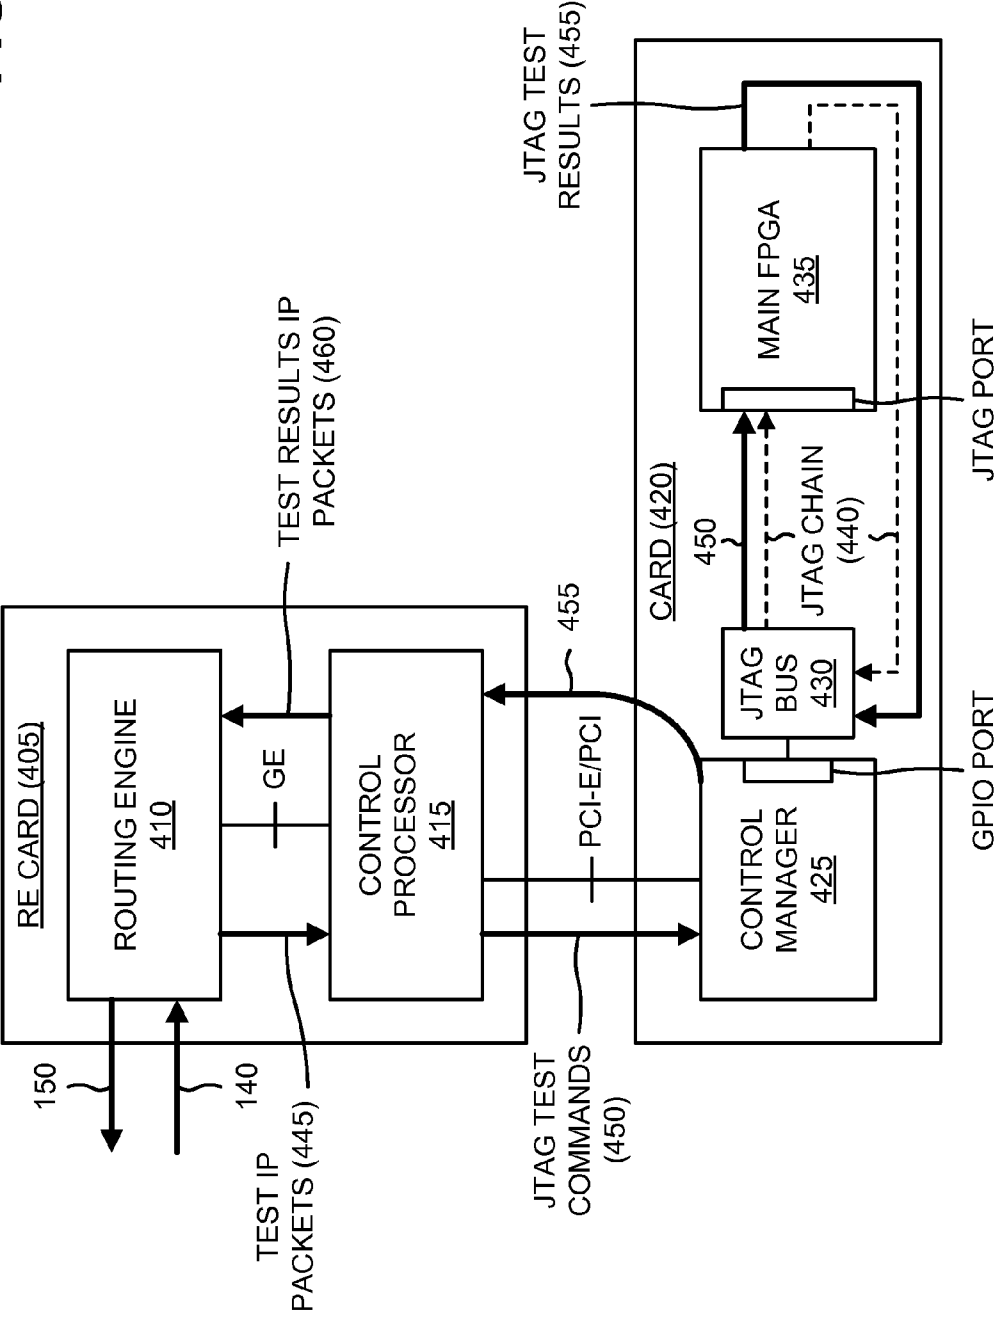 RE CARD (405)
ROUTING ENGINE
410
150
140
GE
TEST IP
PACKETS (445)
TEST RESULTS IP
PACKETS (460)
CONTROL
PROCESSOR
415
PCI-E/PCI
455
JTAG TEST
COMMANDS
(450)
CARD (420)
CONTROL
MANAGER
425
GPIO PORT
JTAG
BUS
430
450
JTAG CHAIN
(440)
MAIN FPGA
435
JTAG PORT
JTAG TEST
RESULTS (455)